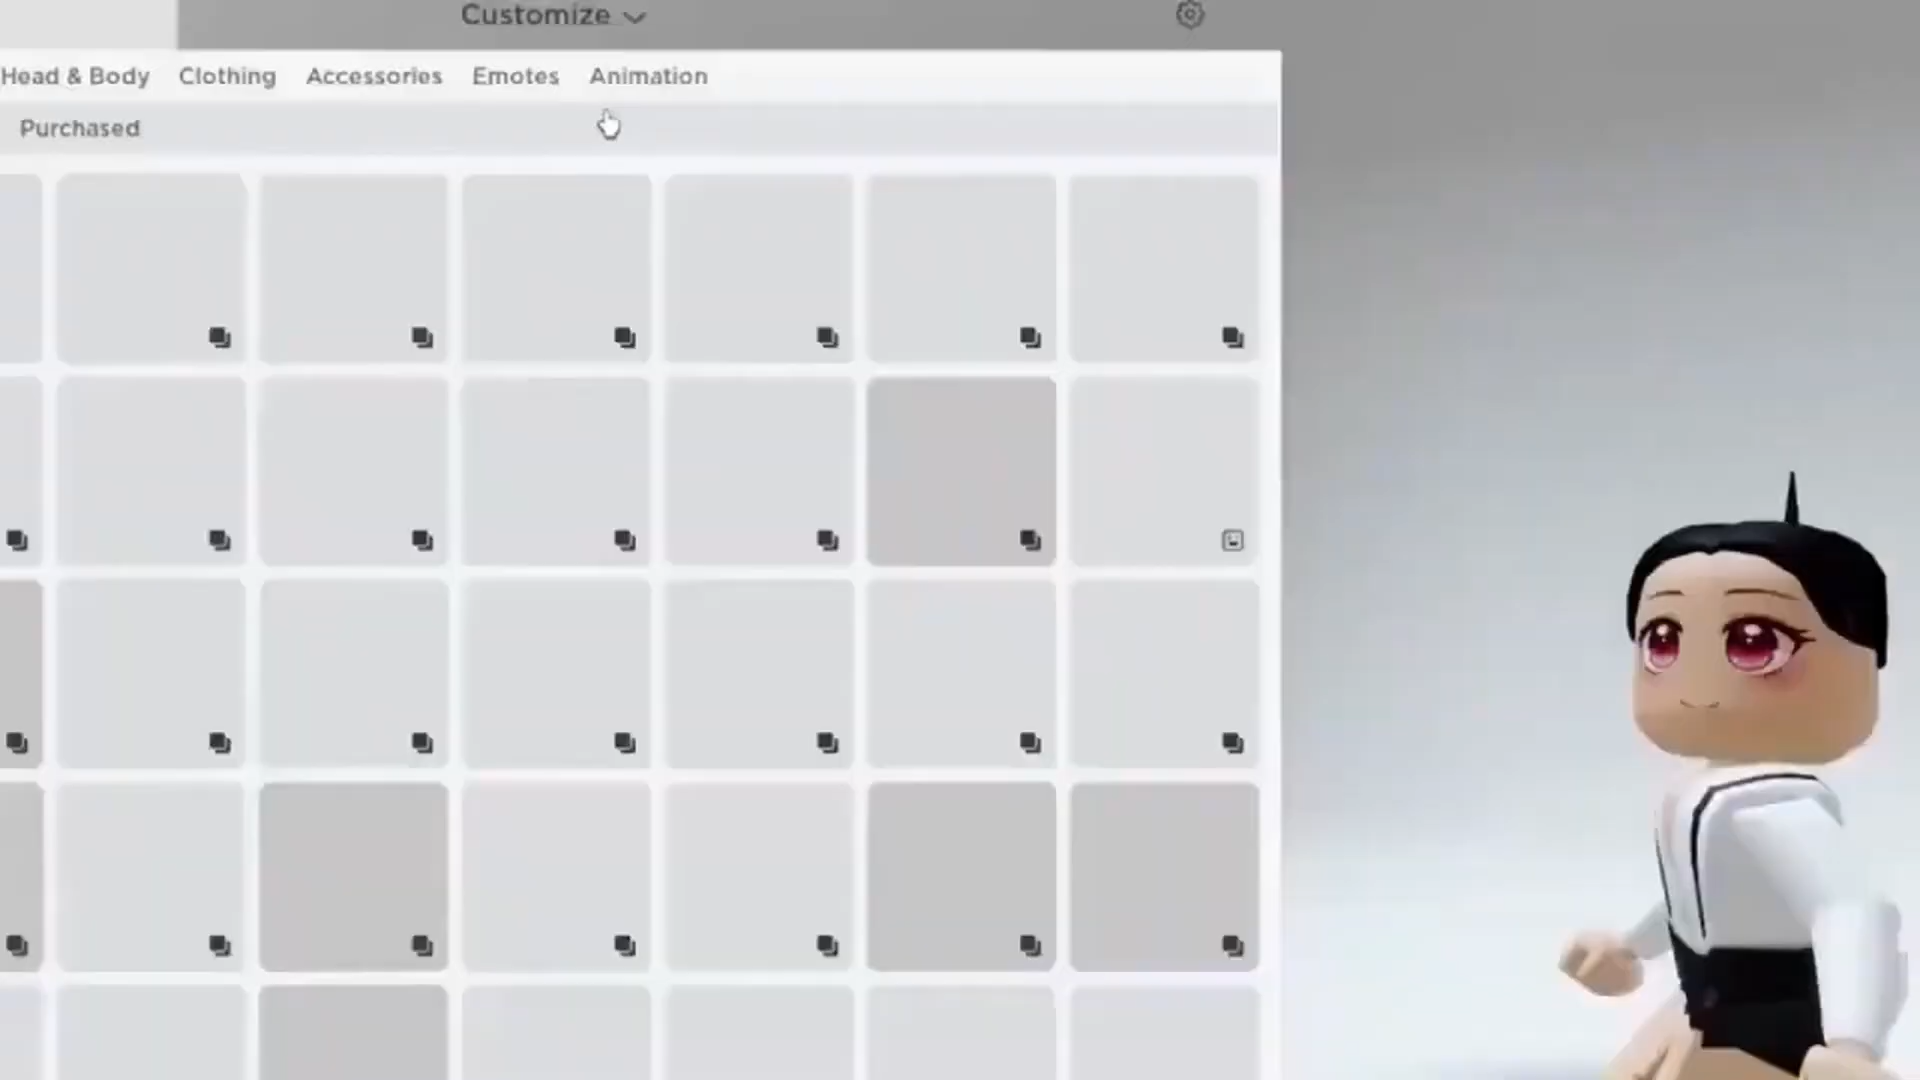 Customize
Head & Body Clothing Accessories Emotes Animation
Purchased